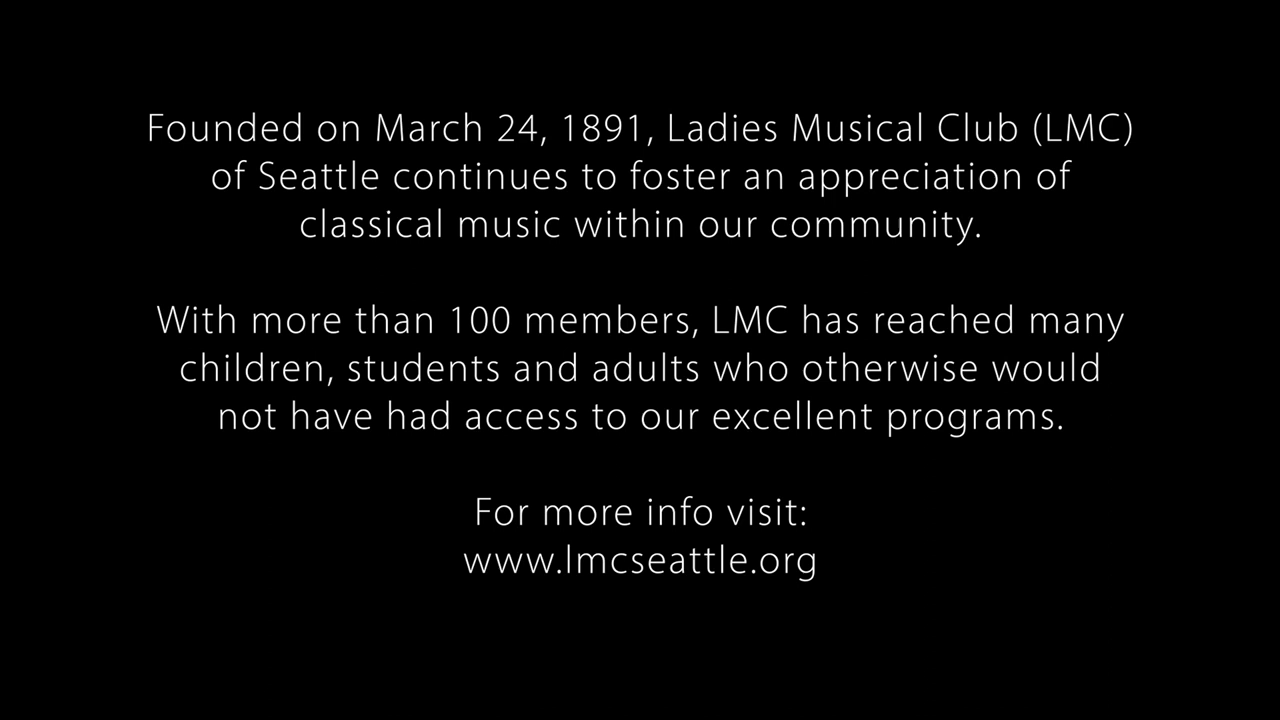 Founded on March 24, 1891, Ladies Musical Club (LMC)
of Seattle continues to foster an appreciation of
classical music within our community.
With more than 100 members, LMC has reached many
children, students and adults who otherwise would
not have had access to our excellent programs.
For more info visit:
www.lmcseattle.org